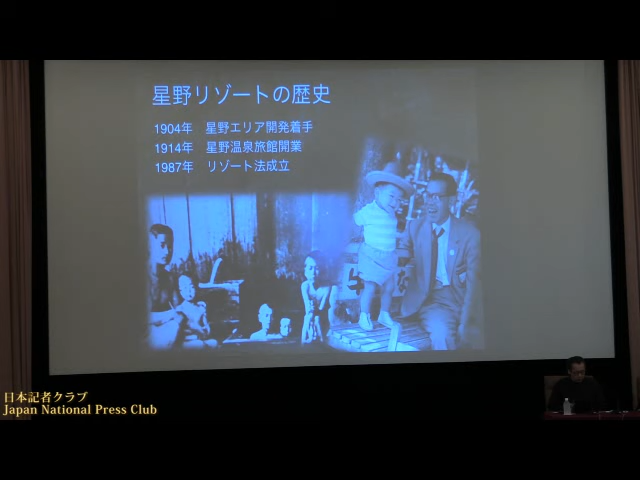 星野リゾートの歴史
1904年 星野エリア開発着手
1914年 星野温泉旅館開業
1987年 リゾート法成立
日本記者クラブ
Japan National Press Club